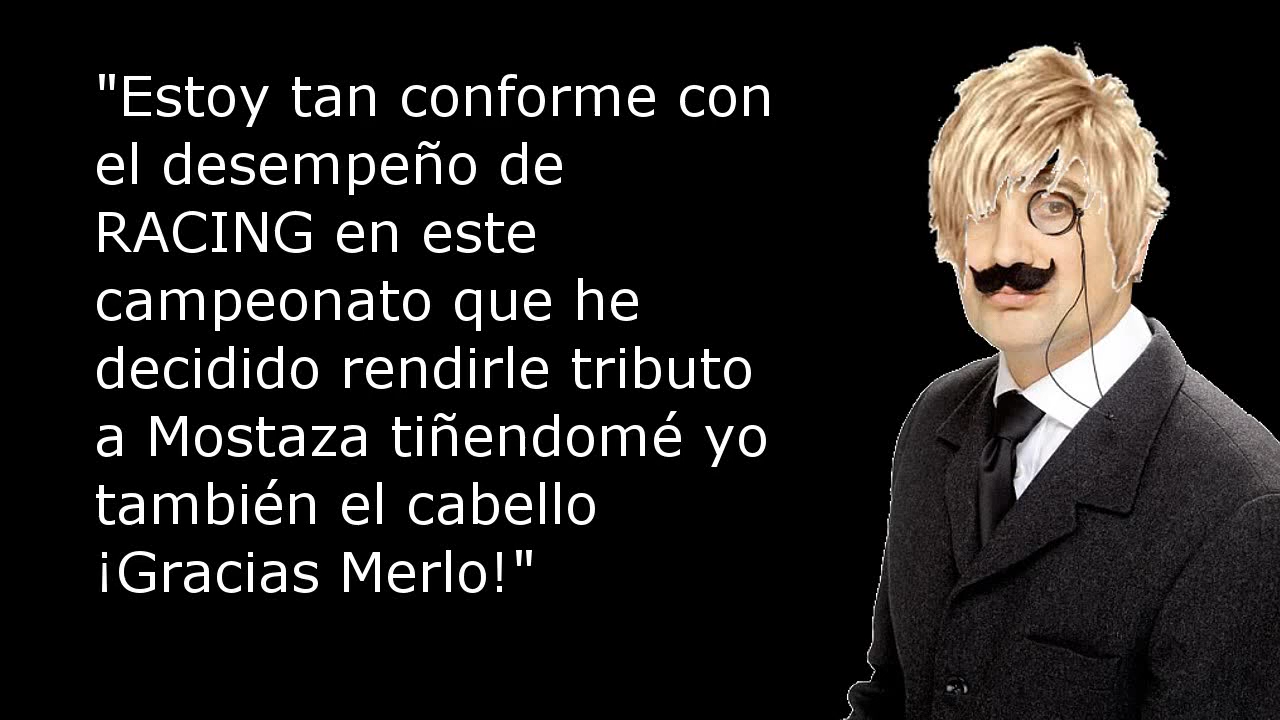 "Estoy tan conforme con
el desempeño de
RACING en este
campeonato que he
decidido rendirle tributo
a Mostaza tiñendomé yo
también el cabello
¡Gracias Merlo!"